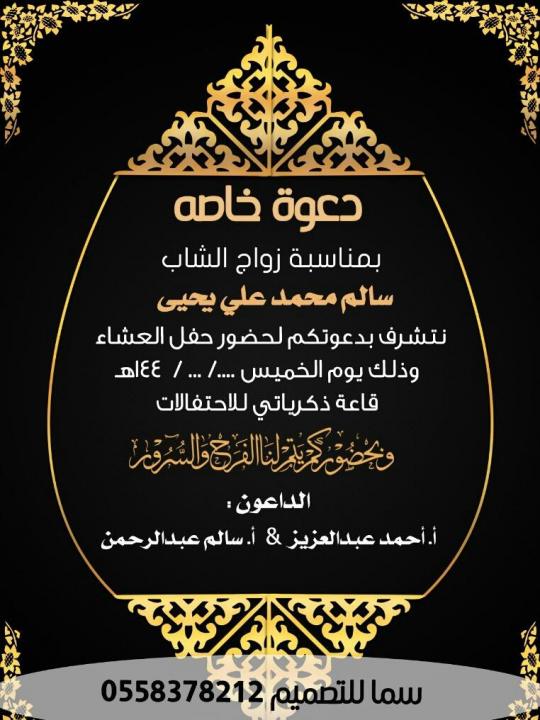 دعوة خاصه
بمناسبة زواج الشاب
سالم محمد علي يحيى
نتشرف بدعوتكم لحضور حفل العشاء
وذلك يوم الخميس ..../ ... / ١٤٤هـ
قاعة ذكرياتي للاحتفالات
وبحضوركم يتم لنا الفرح والسرور
الداعون :
أ.أحمد عبدالعزيز & أ.سالم عبدالرحمن
سما للتصميم 0558378212